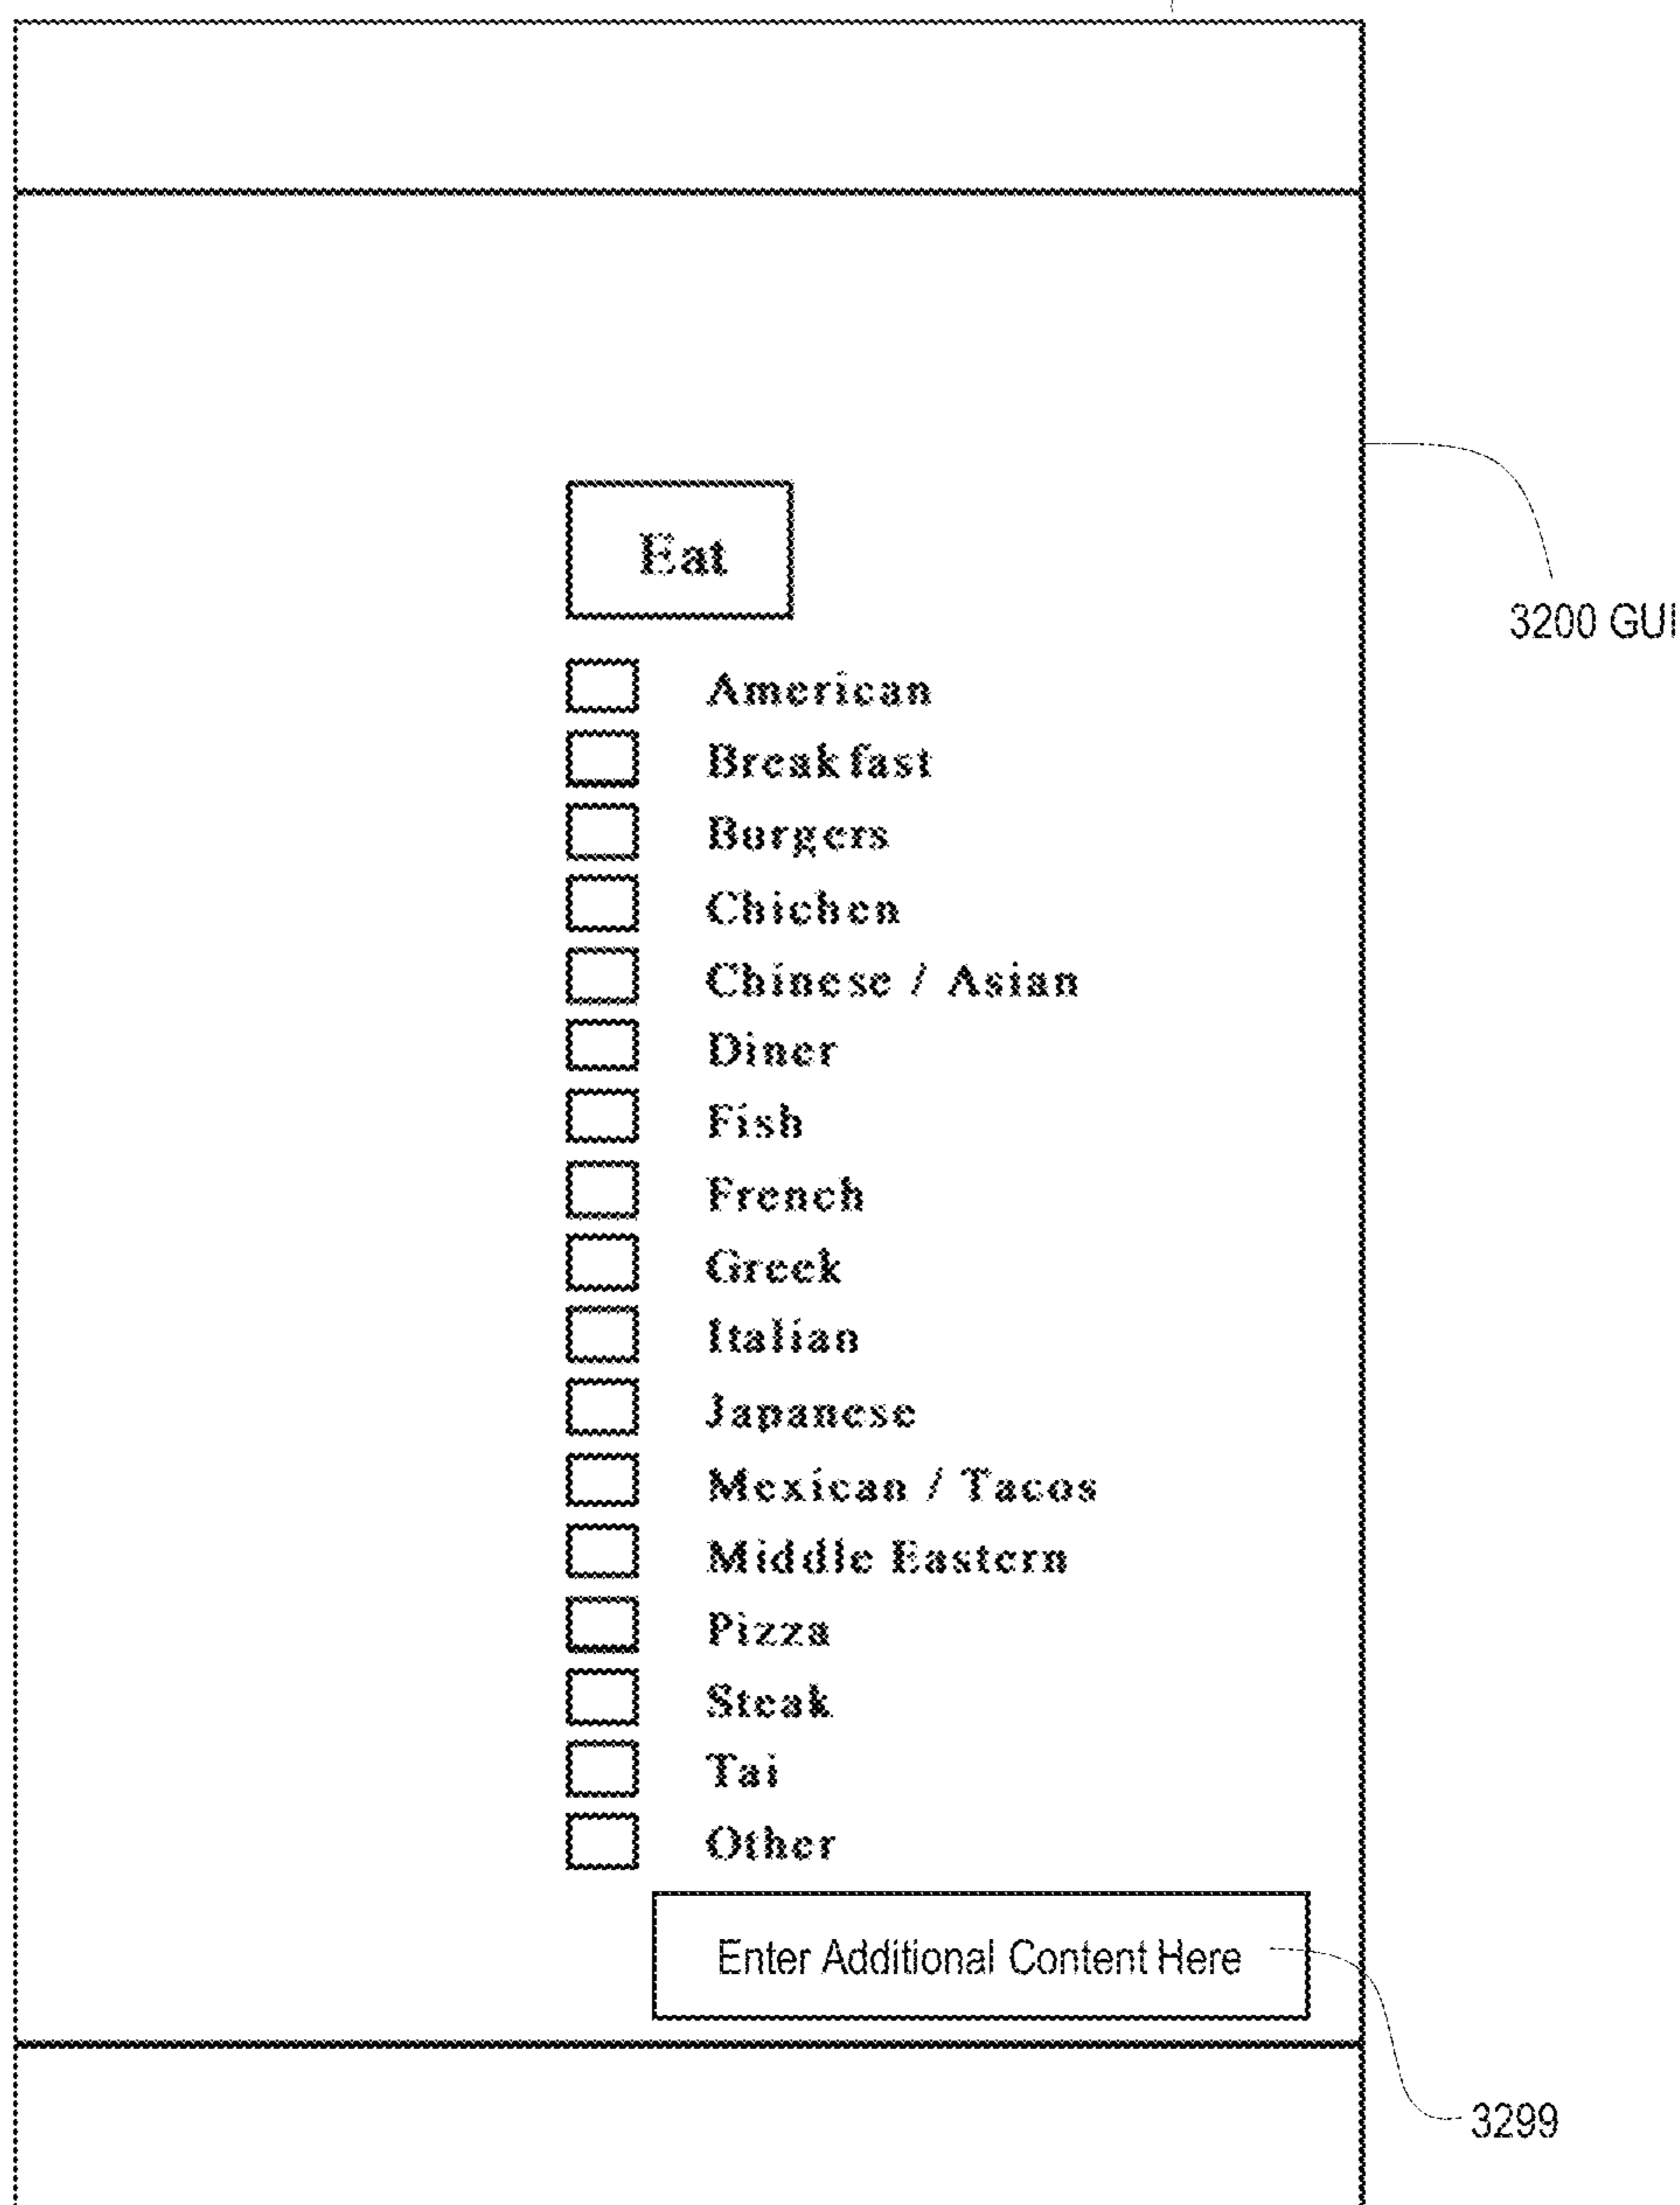 Eat
3200 GUI
American
Breakfast
Burgers
Chichen
Chinese / Asian
Diner
Fish
French
Greek
Italian
Japanese
Mexican / Tacos
Middle Eastern
Pizza
Steak
Tai
Other
Enter Additional Content Here
3299